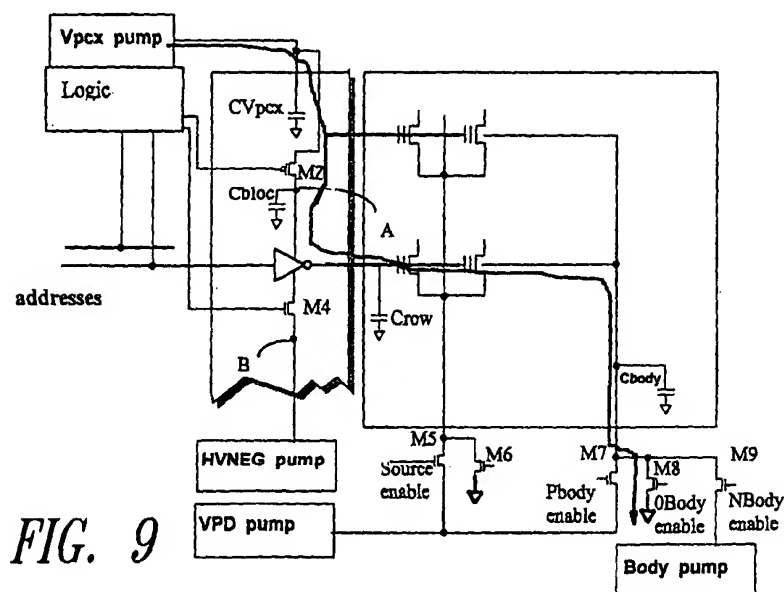 Vpcx pump
Logic
CVpcx
M2
Cbloc
A
addresses
M4
Crow
B
Cbody
HVNEG pump
M5
M6
M7
M8
M9
Source enable
Pbody enable
0Body enable
NBody enable
VPD pump
Body pump
FIG. 9